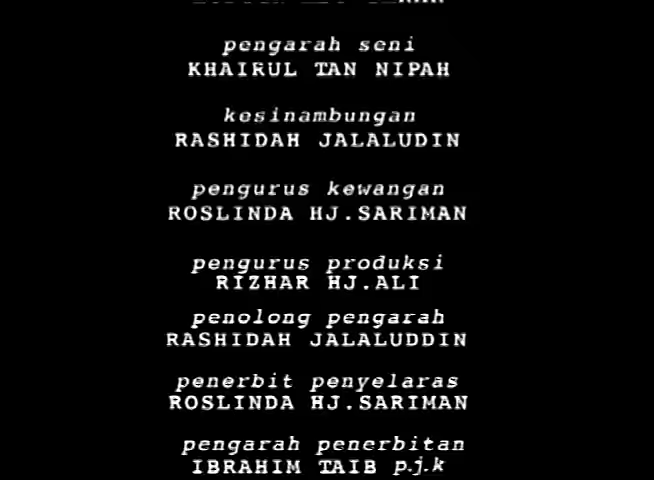 pengarah seni
KHAIRUL TAN NIPAH
kesinambungan
RASHIDAH JALALUDIN
pengurus kewangan
ROSLINDA HJ.SARIMAN
pengurus produksi
RIZHAR HJ.ALI
penolong pengarah
RASHIDAH JALALUDDIN
penerbit penyelaras
ROSLINDA HJ.SARIMAN
pengarah penerbitan
IBRAHIM TAIB p.j.k